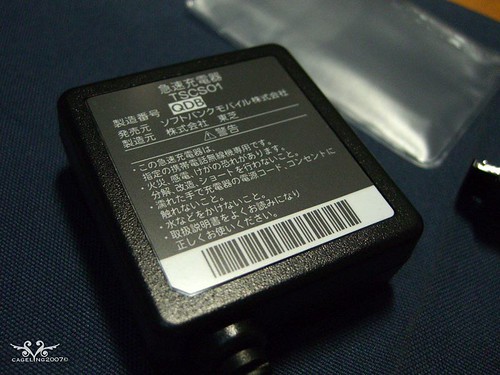 急速充電器
TSCS01
製造番号 QDB
発売元 ソフトバンクモバイル株式会社
製造元 株式会社 東芝
⚠警告
・この急速充電器は、
指定の携帯電話無線機専用です。
・火災、感電、けがの恐れがあります。
分解、改造、ショートを行わないこと。
・濡れた手で充電器の電源コード、コンセントに
触れないこと。
・水などをかけないこと。
取扱説明書をよくお読みになり
正しくお使いください。
CAGELING2007©